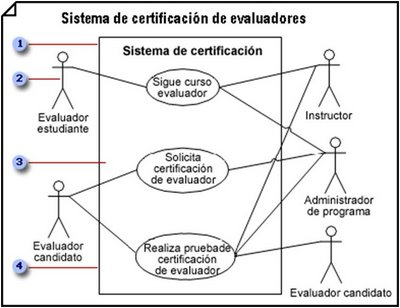 Sistema de certificación de evaluadores
1
Sistema de certificación
2
Sigue curso
evaluador
Evaluador
estudiante
Instructor
3
Solicita
certificación
de evaluador
Administrador
de programa
Evaluador
candidato
Realiza pruebade
certificación
de evaluador
4
Evaluador candidato